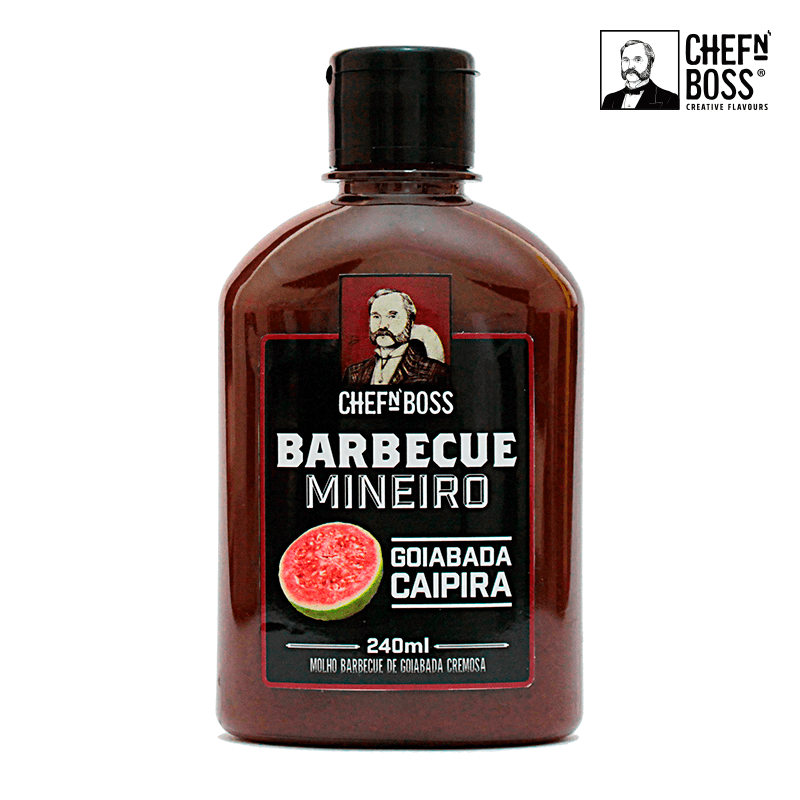 CHEFN'
BOSS®
CREATIVE FLAVOURS
CHEFN'BOSS
BARBECUE
MINEIRO
GOIABADA
CAIPIRA
240ml
MOLHO BARBECUE DE GOIABADA CREMOSA